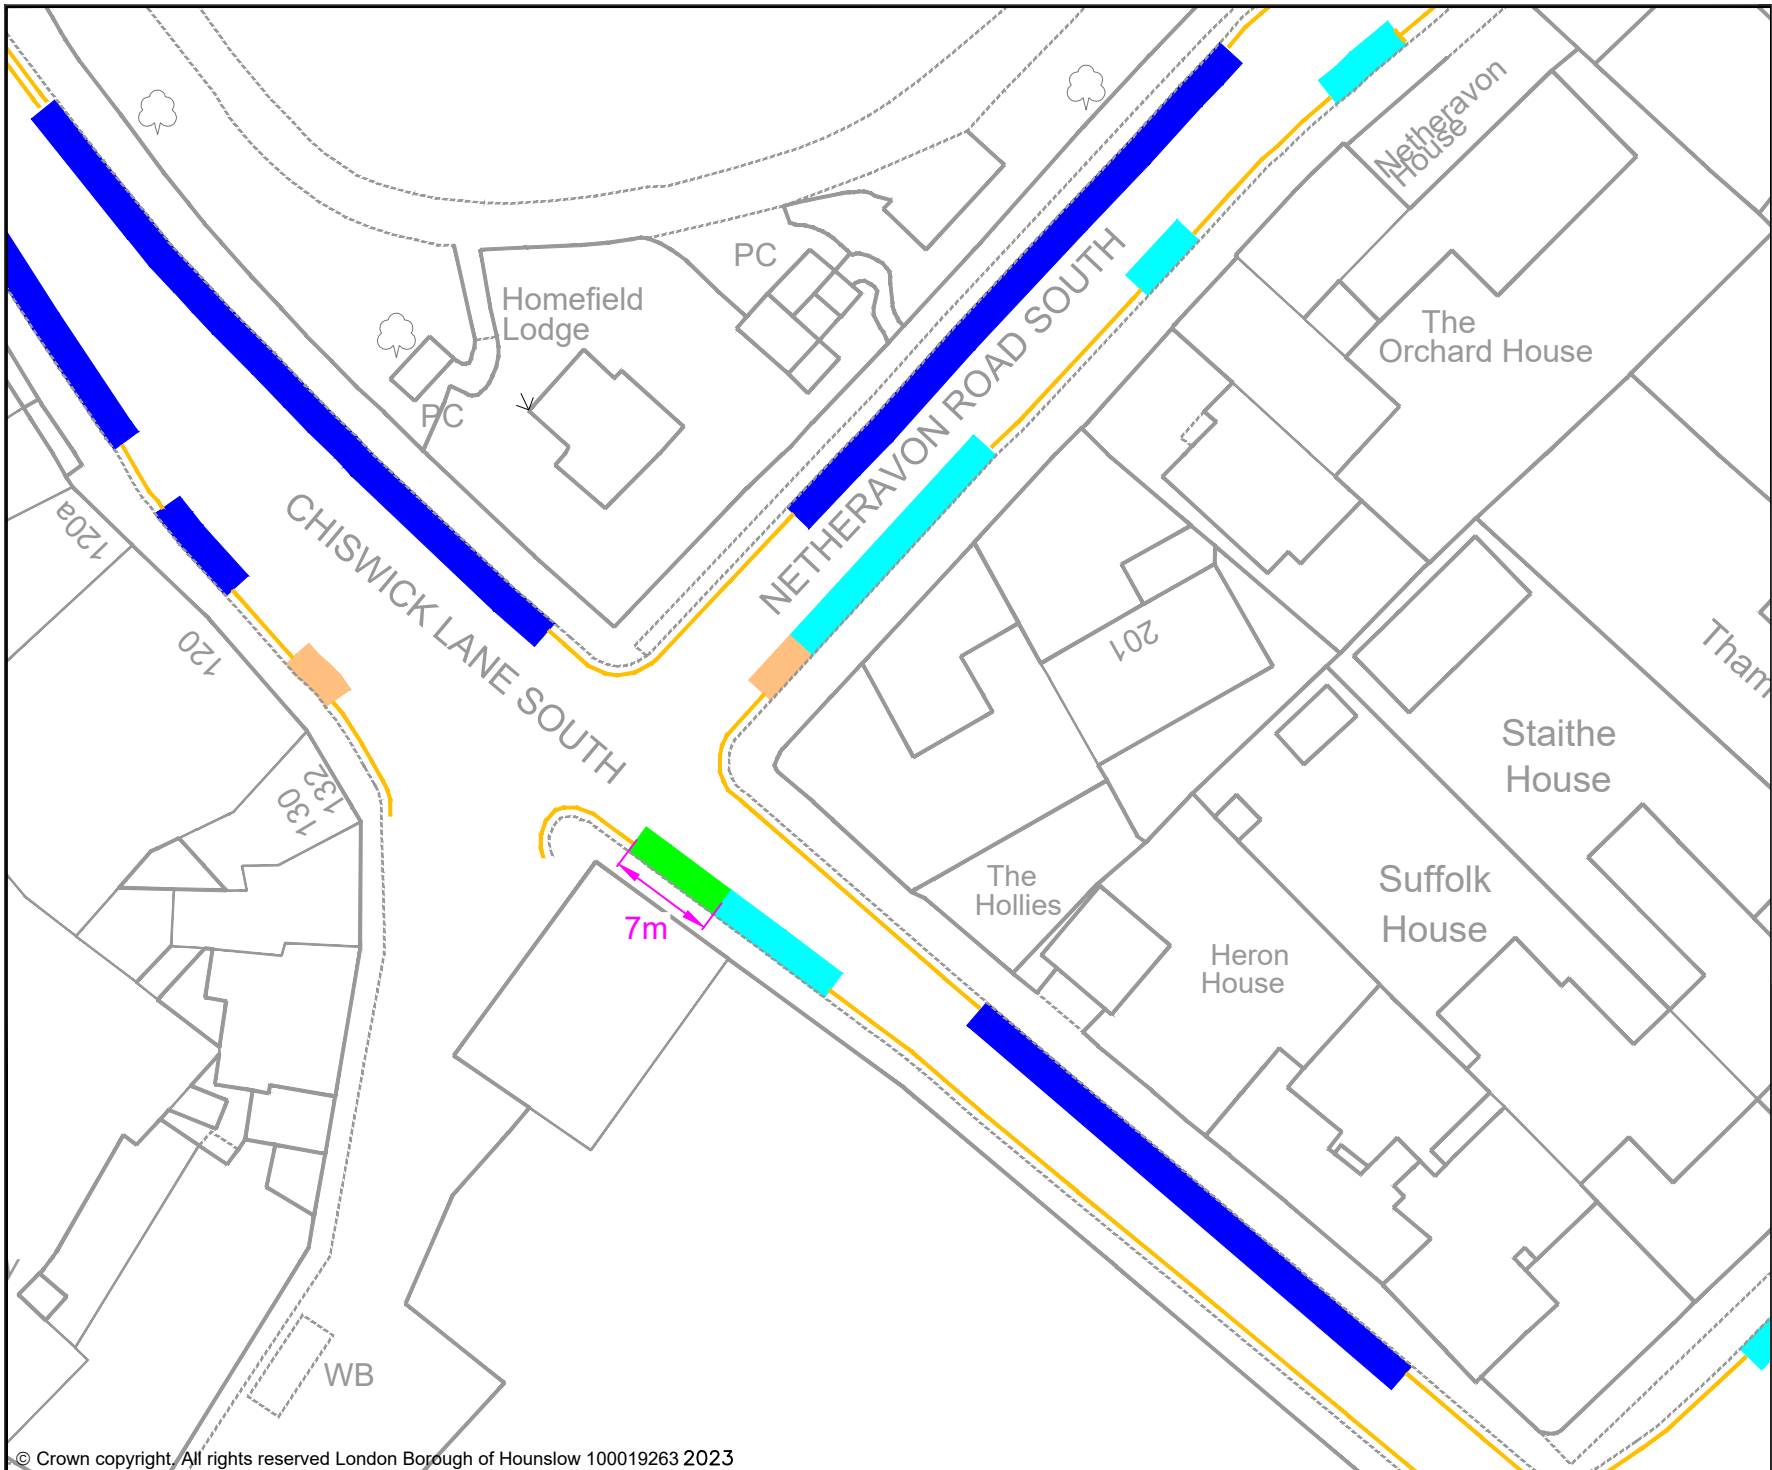 Netheravon
House
PC
Homefield
Lodge
The
Orchard House
PC
NETHERAVON ROAD SOUTH
120a
CHISWICK LANE SOUTH
120
201
Tham
Staithe
House
132
130
The
Hollies
Suffolk
House
7m
Heron
House
WB
© Crown copyright. All rights reserved London Borough of Hounslow 100019263 2023